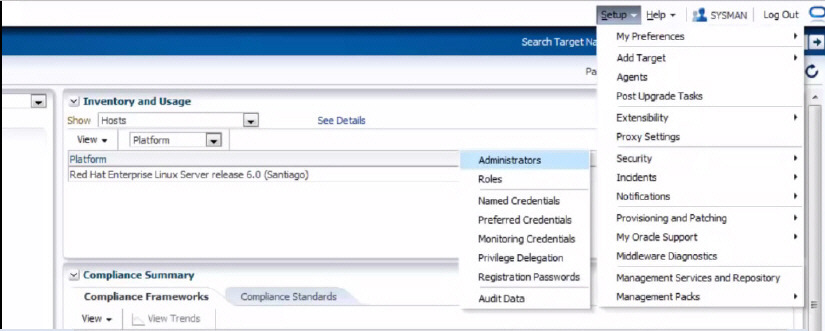 Setup Help SYSMAN Log Out
Search Target Na
Pa
My Preferences
Add Target
Agents
Post Upgrade Tasks
Extensibility
Proxy Settings
Security
Incidents
Notifications
Provisioning and Patching
My Oracle Support
Middleware Diagnostics
Management Services and Repository
Management Packs
Administrators
Roles
Named Credentials
Preferred Credentials
Monitoring Credentials
Privilege Delegation
Registration Passwords
Audit Data
Inventory and Usage
Show Hosts See Details
View Platform
Platform
Red Hat Enterprise Linux Server release 6.0 (Santiago)
Compliance Summary
Compliance Frameworks Compliance Standards
View View Trends